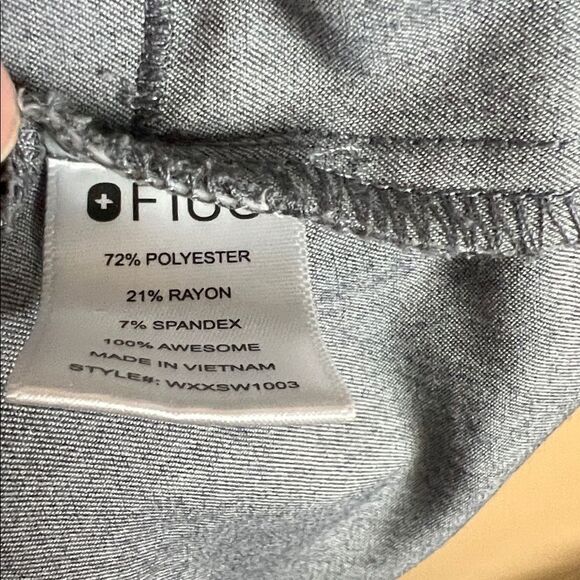 72% POLYESTER
21% RAYON
7% SPANDEX
100% AWESOME
MADE IN VIETNAM
STYLE#: WXXSW1003